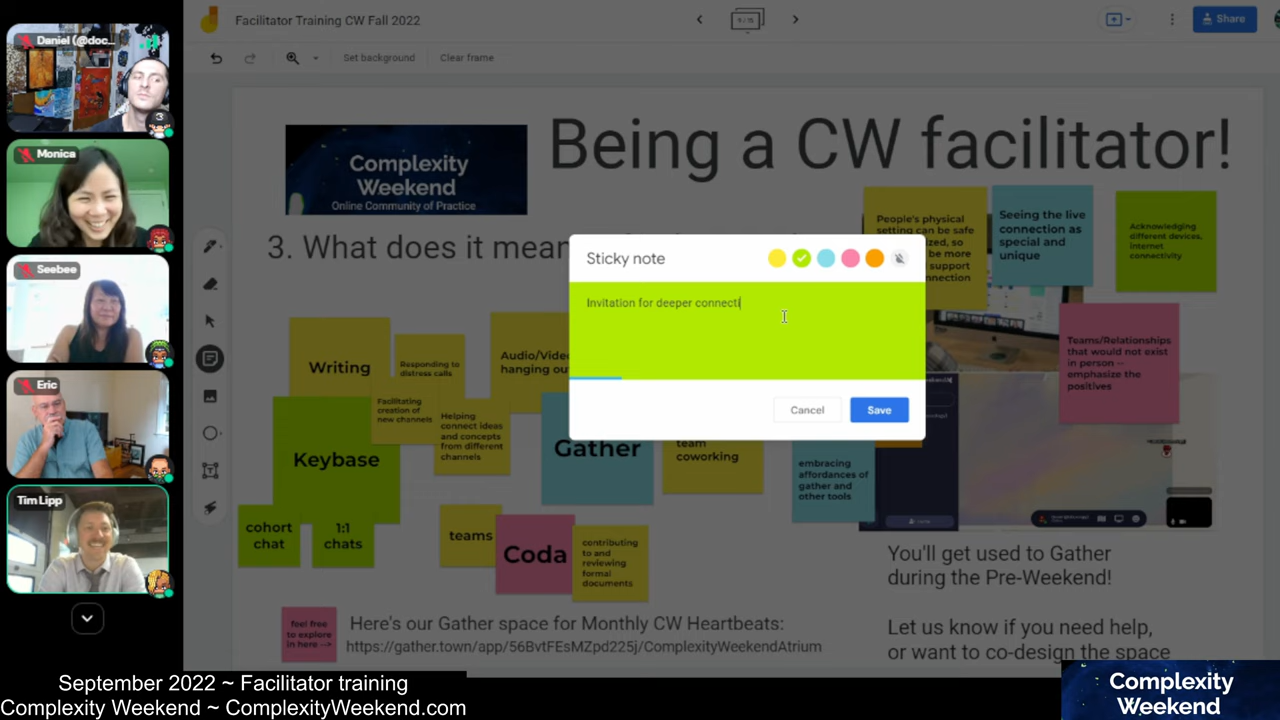 Daniel (@doc...
Monica
Seebee
Eric
Tim Lipp
Facilitator Training CW Fall 2022
9 / 15
Share
Set background
Clear frame
Complexity
Weekend
Online Community of Practice
Being a CW facilitator!
3. What does it mean
Sticky note
Invitation for deeper connecti
Cancel
Save
People's physical
setting can be safe
be more
support
Seeing the live
connection as
special and
unique
Acknowledging
different devices,
internet
connectivity
Teams/Relationships
that would not exist
in person --
emphasize the
positives
Writing
Responding to
distress calls
Audio/Video
hanging out
Facilitating
creation of
new channels
Helping
connect ideas
and concepts
from different
channels
Keybase
cohort
chat
1:1
chats
Gather
team
coworking
embracing
affordances of
gather and
other tools
teams
Coda
contributing
to and
reviewing
formal
documents
You'll get used to Gather
during the Pre-Weekend!
Let us know if you need help,
or want to co-design the space
feel free
to explore
in here -->
Here's our Gather space for Monthly CW Heartbeats:
https://gather.town/app/56BvtFEsMZpd225j/ComplexityWeekendAtrium
September 2022 ~ Facilitator training
Complexity Weekend ~ ComplexityWeekend.com
Complexity
Weekend